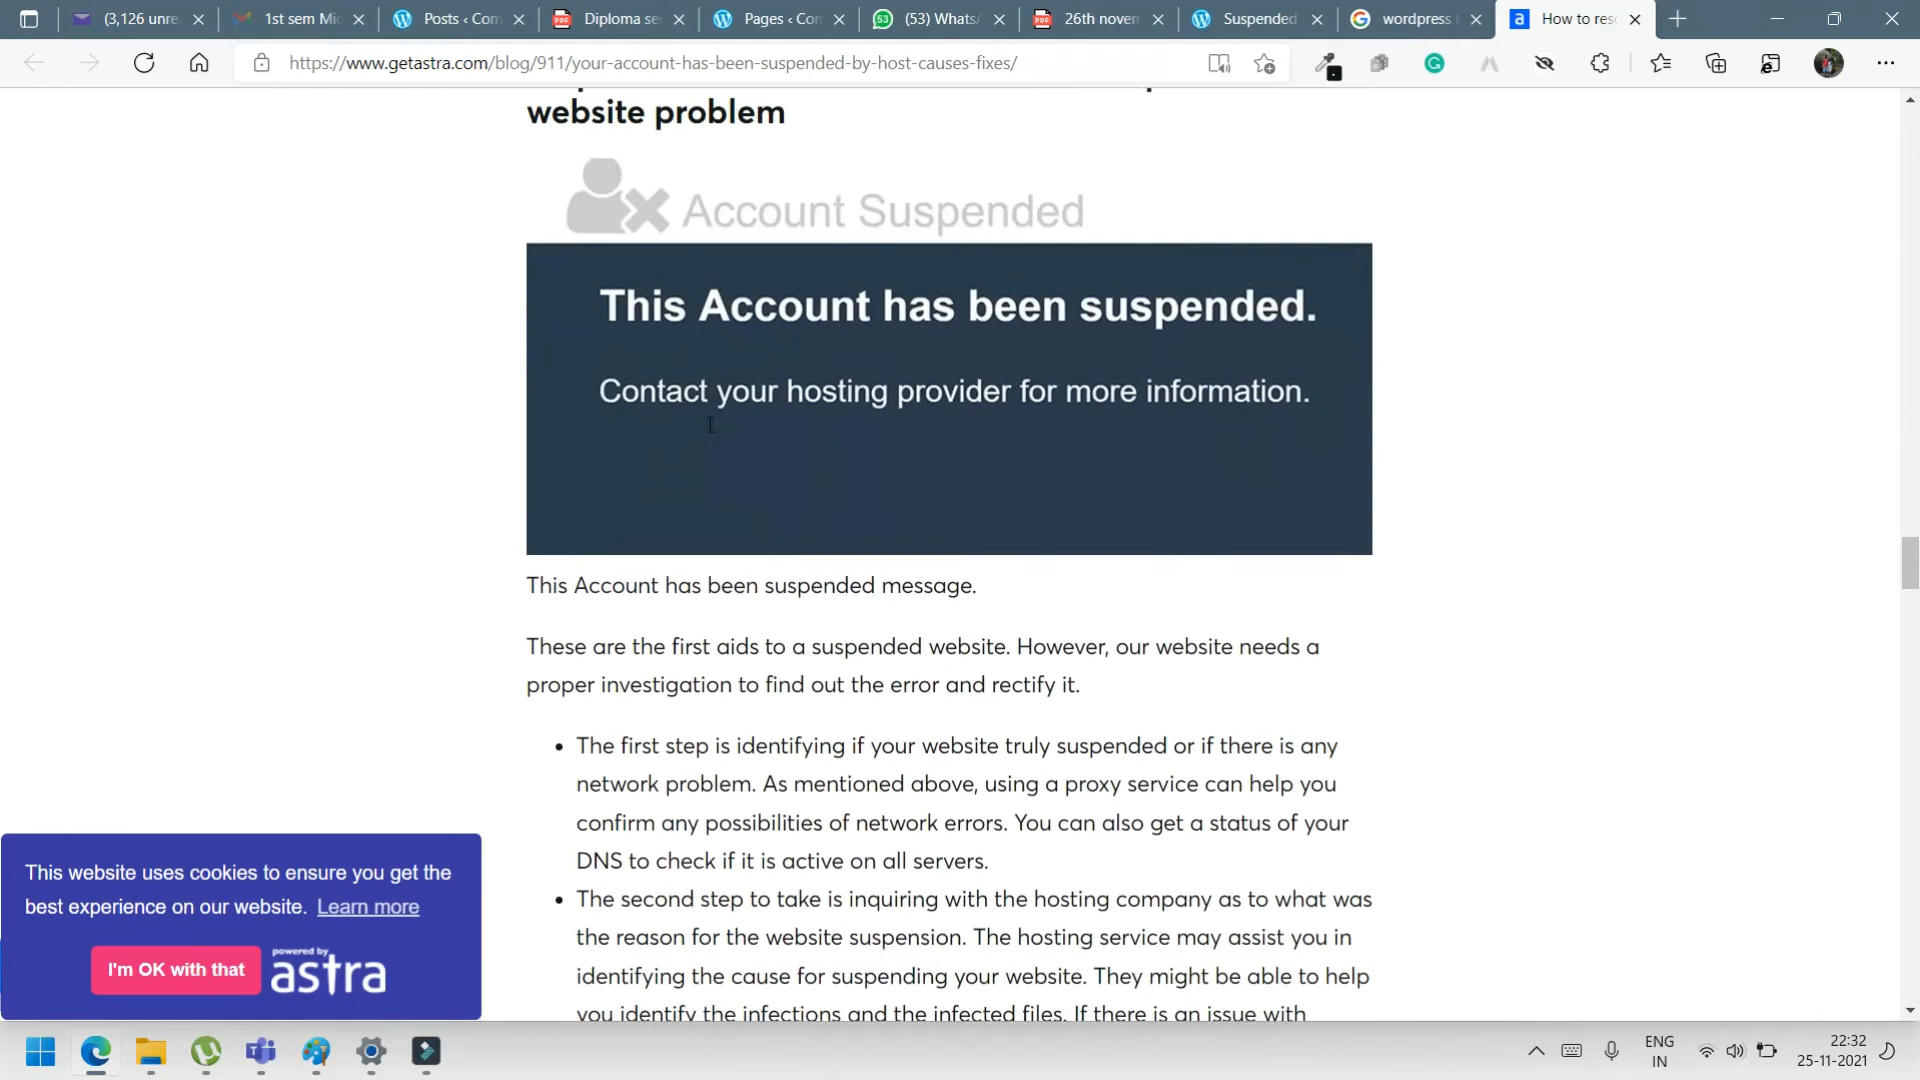 (3,126 unre
1st sem Mic
Posts ‹ Com
Diploma se
Pages ‹ Con
53
(53) WhatsA
26th novem
Suspended
wordpress
How to res
https://www.getastra.com/blog/911/your-account-has-been-suspended-by-host-causes-fixes/
website problem
Account Suspended
This Account has been suspended.
Contact your hosting provider for more information.
This Account has been suspended message.
These are the first aids to a suspended website. However, our website needs a
proper investigation to find out the error and rectify it.
• The first step is identifying if your website truly suspended or if there is any
network problem. As mentioned above, using a proxy service can help you
confirm any possibilities of network errors. You can also get a status of your
DNS to check if it is active on all servers.
• The second step to take is inquiring with the hosting company as to what was
the reason for the website suspension. The hosting service may assist you in
identifying the cause for suspending your website. They might be able to help
you identify the infections and the infected files. If there is an issue with
This website uses cookies to ensure you get the
best experience on our website. Learn more
I'm OK with that
powered by
astra
ENG
IN
22:32
25-11-2021